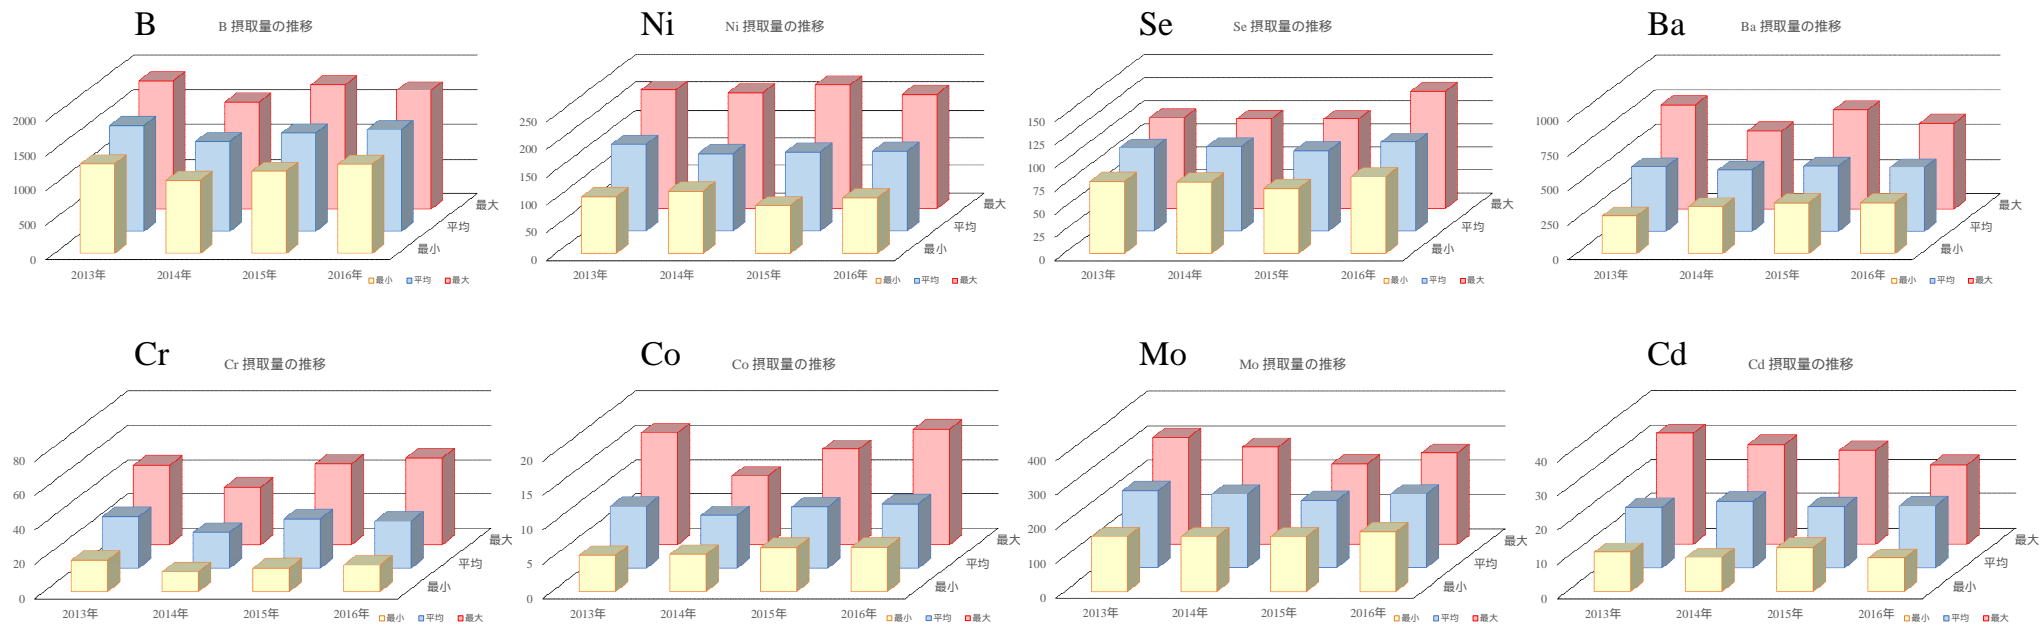 B
B 摂取量の推移
2000
1500
1000
500
0
2013年
2014年
2015年
2016年
最大
平均
最小
最小 平均 最大
Ni
Ni 摂取量の推移
250
200
150
100
50
0
2013年
2014年
2015年
2016年
最大
平均
最小
最小 平均 最大
Se
Se 摂取量の推移
150
125
100
75
50
25
0
2013年
2014年
2015年
2016年
最大
平均
最小
最小 平均 最大
Ba
Ba 摂取量の推移
1000
750
500
250
0
2013年
2014年
2015年
2016年
最大
平均
最小
最小 平均 最大
Cr
Cr 摂取量の推移
80
60
40
20
0
2013年
2014年
2015年
2016年
最大
平均
最小
最小 平均 最大
Co
Co 摂取量の推移
20
15
10
5
0
2013年
2014年
2015年
2016年
最大
平均
最小
最小 平均 最大
Mo
Mo 摂取量の推移
400
300
200
100
0
2013年
2014年
2015年
2016年
最大
平均
最小
最小 平均 最大
Cd
Cd 摂取量の推移
40
30
20
10
0
2013年
2014年
2015年
2016年
最大
平均
最小
最小 平均 最大